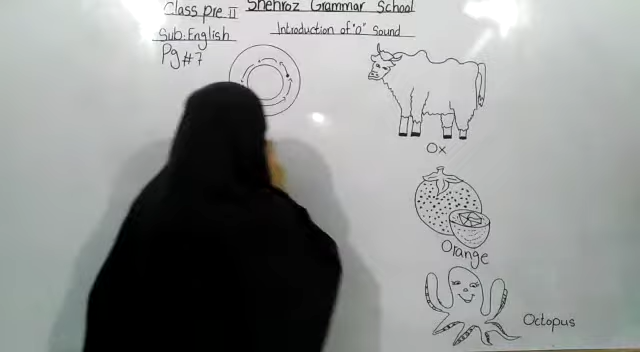 Class Pre II Shehroz Grammar School
Sub: English Introduction of "O" Sound
Pg #7
Ox
Orange
Octopus